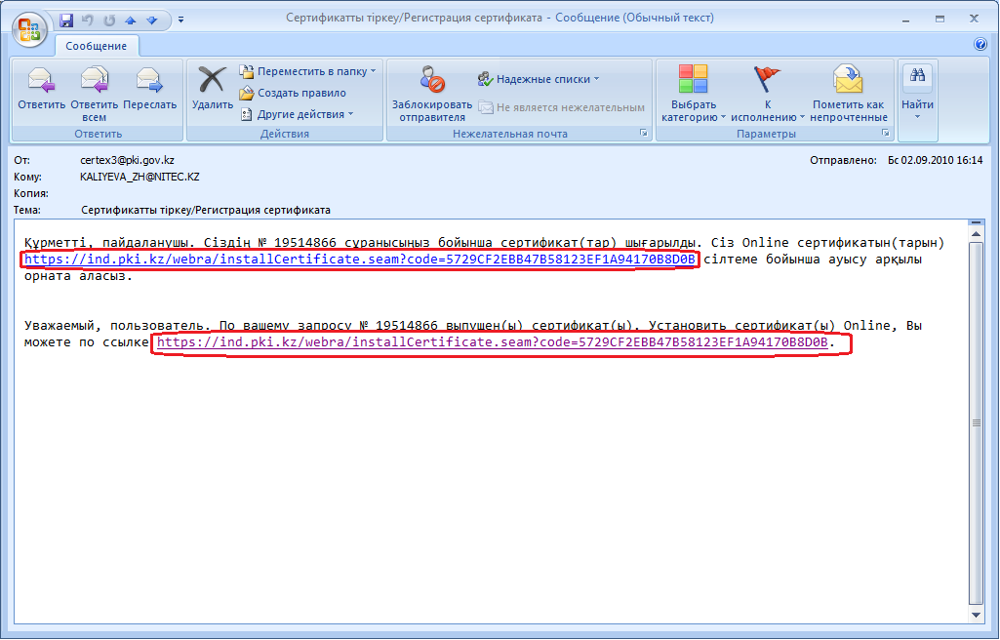 Сертификатты тіркеу/Регистрация сертификата - Сообщение (Обычный текст)
Сообщение
Ответить
Ответить всем
Переслать
Ответить
Удалить
Переместить в папку
Создать правило
Другие действия
Действия
Заблокировать отправителя
Надежные списки
Не является нежелательным
Нежелательная почта
Выбрать категорию
К исполнению
Пометить как непрочтенные
Параметры
Найти
От: certex3@pki.gov.kz Отправлено: Бс 02.09.2010 16:14
Кому: KALIYEVA_ZH@NITEC.KZ
Копия:
Тема: Сертификатты тіркеу/Регистрация сертификата
Құрметті, пайдаланушы. Сіздің № 19514866 сұранысыңыз бойынша сертификат(тар) шығарылды. Сіз Online сертификатын(тарын)
https://ind.pki.kz/webra/installCertificate.seam?code=5729CF2EBB47B58123EF1A94170B8D0B сілтеме бойынша ауысу арқылы
орната аласыз.
Уважаемый, пользователь. По вашему запросу № 19514866 выпущен(ы) сертификат(ы). Установить сертификат(ы) Online, Вы
можете по ссылке https://ind.pki.kz/webra/installCertificate.seam?code=5729CF2EBB47B58123EF1A94170B8D0B.